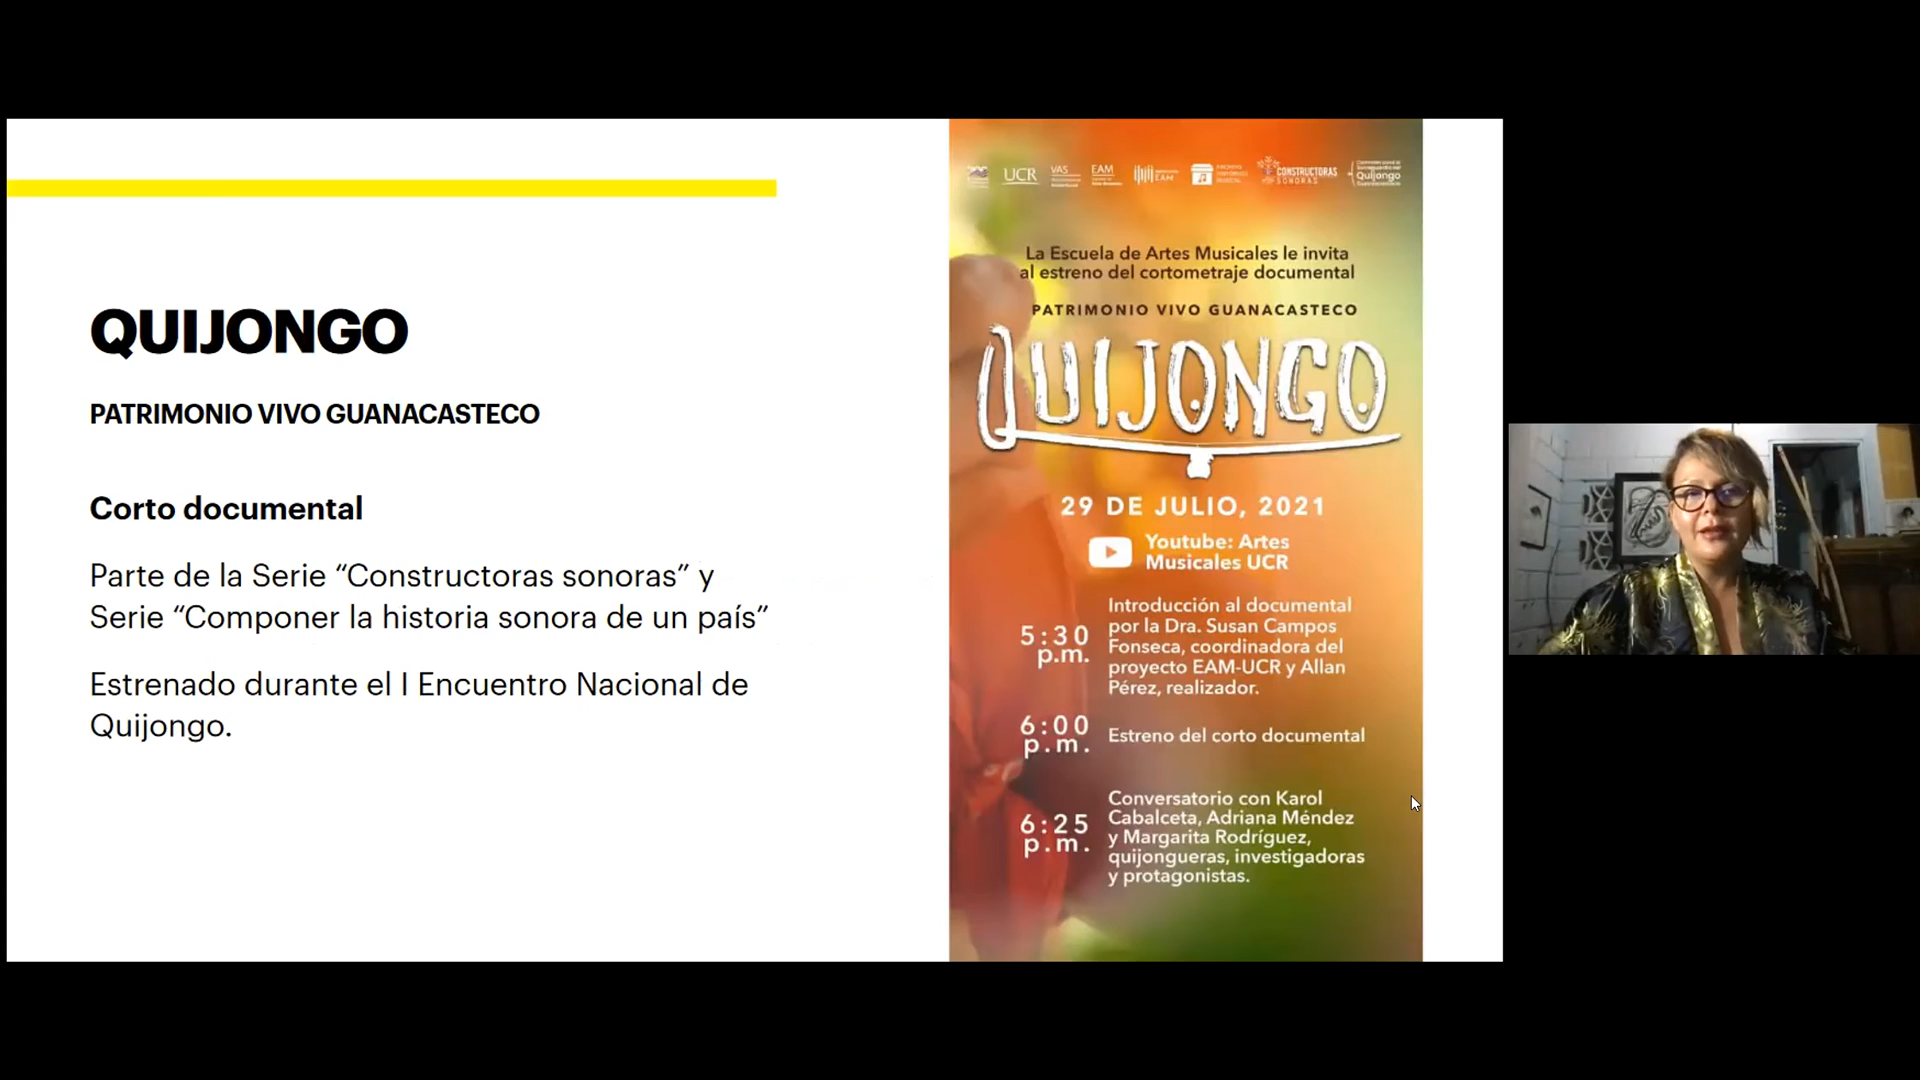 QUIJONGO
PATRIMONIO VIVO GUANACASTECO
Corto documental
Parte de la Serie “Constructoras sonoras” y
Serie “Componer la historia sonora de un país”
Estrenado durante el I Encuentro Nacional de
Quijongo.
UCR
VAS
EAM
EAM
CONSTRUCTORAS
SONORAS
Quijongo
La Escuela de Artes Musicales le invita
al estreno del cortometraje documental
PATRIMONIO VIVO GUANACASTECO
QUIJONGO
29 DE JULIO, 2021
Youtube: Artes
Musicales UCR
5:30
p.m.
Introducción al documental
por la Dra. Susan Campos
Fonseca, coordinadora del
proyecto EAM-UCR y Allan
Pérez, realizador.
6:00
p.m.
Estreno del corto documental
6:25
p.m.
Conversatorio con Karol
Cabalceta, Adriana Méndez
y Margarita Rodríguez,
quijongueras, investigadoras
y protagonistas.